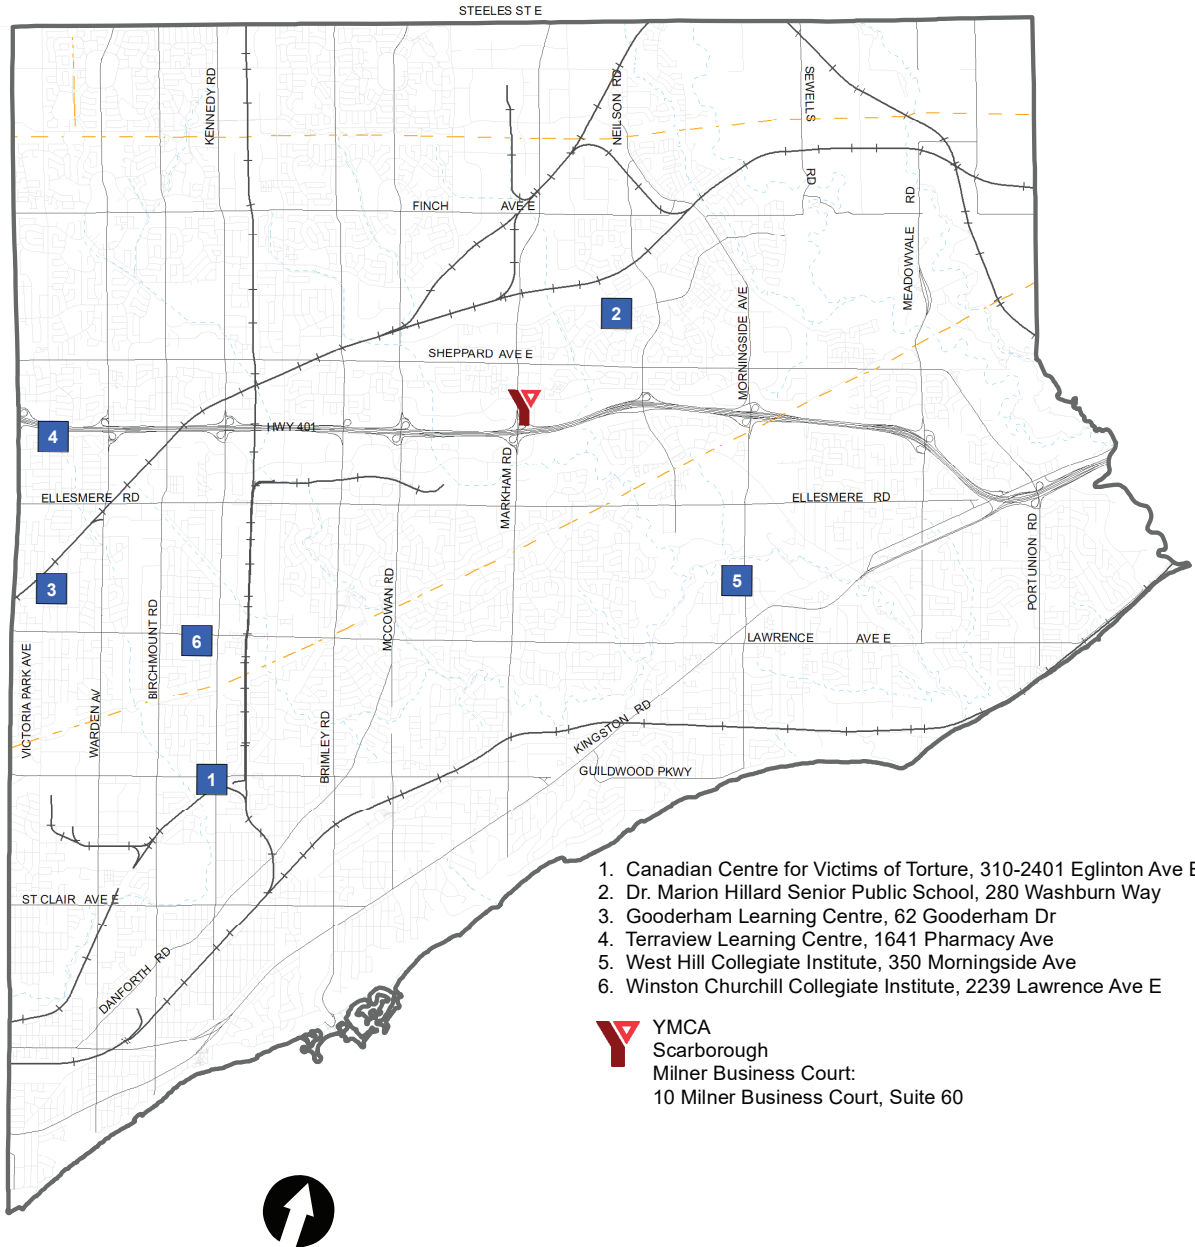 STEELES ST E
KENNEDY RD
NEILSON RD
SEWELLS
RD
MEADOWVALE RD
FINCH AVE E
2
MORNINGSIDE AVE
SHEPPARD AVE E
4
HWY 401
MARKHAM RD
ELLESMERE RD
ELLESMERE RD
PORT UNION RD
3
5
MCCOWAN RD
BIRCHMOUNT RD
6
LAWRENCE AVE E
VICTORIA PARK AVE
WARDEN AV
BRIMLEY RD
KINGSTON RD
1
GUILDWOOD PKWY
ST CLAIR AVE E
DANFORTH RD
1. Canadian Centre for Victims of Torture, 310-2401 Eglinton Ave E
2. Dr. Marion Hillard Senior Public School, 280 Washburn Way
3. Gooderham Learning Centre, 62 Gooderham Dr
4. Terraview Learning Centre, 1641 Pharmacy Ave
5. West Hill Collegiate Institute, 350 Morningside Ave
6. Winston Churchill Collegiate Institute, 2239 Lawrence Ave E
YMCA
Scarborough
Milner Business Court:
10 Milner Business Court, Suite 60